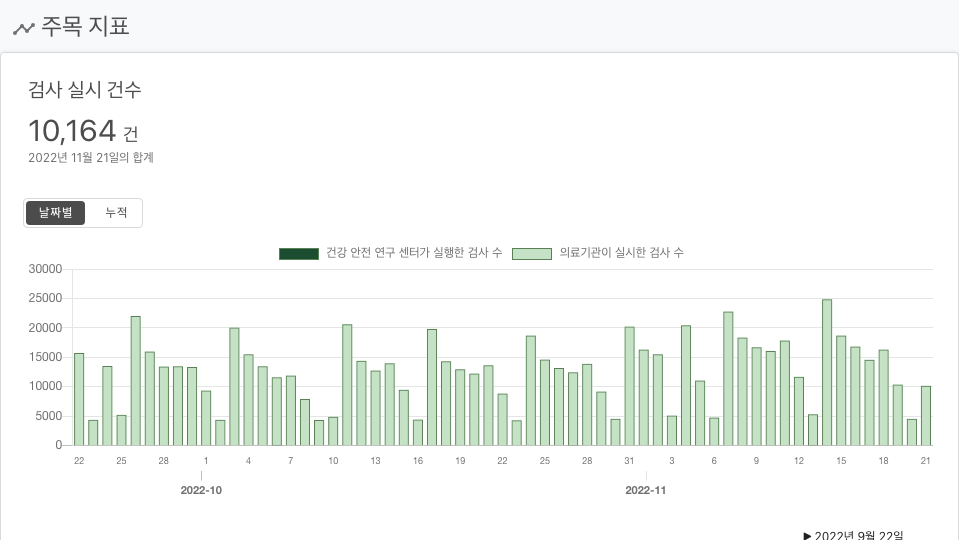 주목 지표
검사 실시 건수
10,164 건
2022년 11월 21일의 합계
날짜별 누적
건강 안전 연구 센터가 실행한 검사 수 의료기관이 실시한 검사 수
30000
25000
20000
15000
10000
5000
0
22 25 28 1 4 7 10 13 16 19 22 25 28 31 3 6 9 12 15 18 21
2022-10 2022-11
▶ 2022년 9월 22일